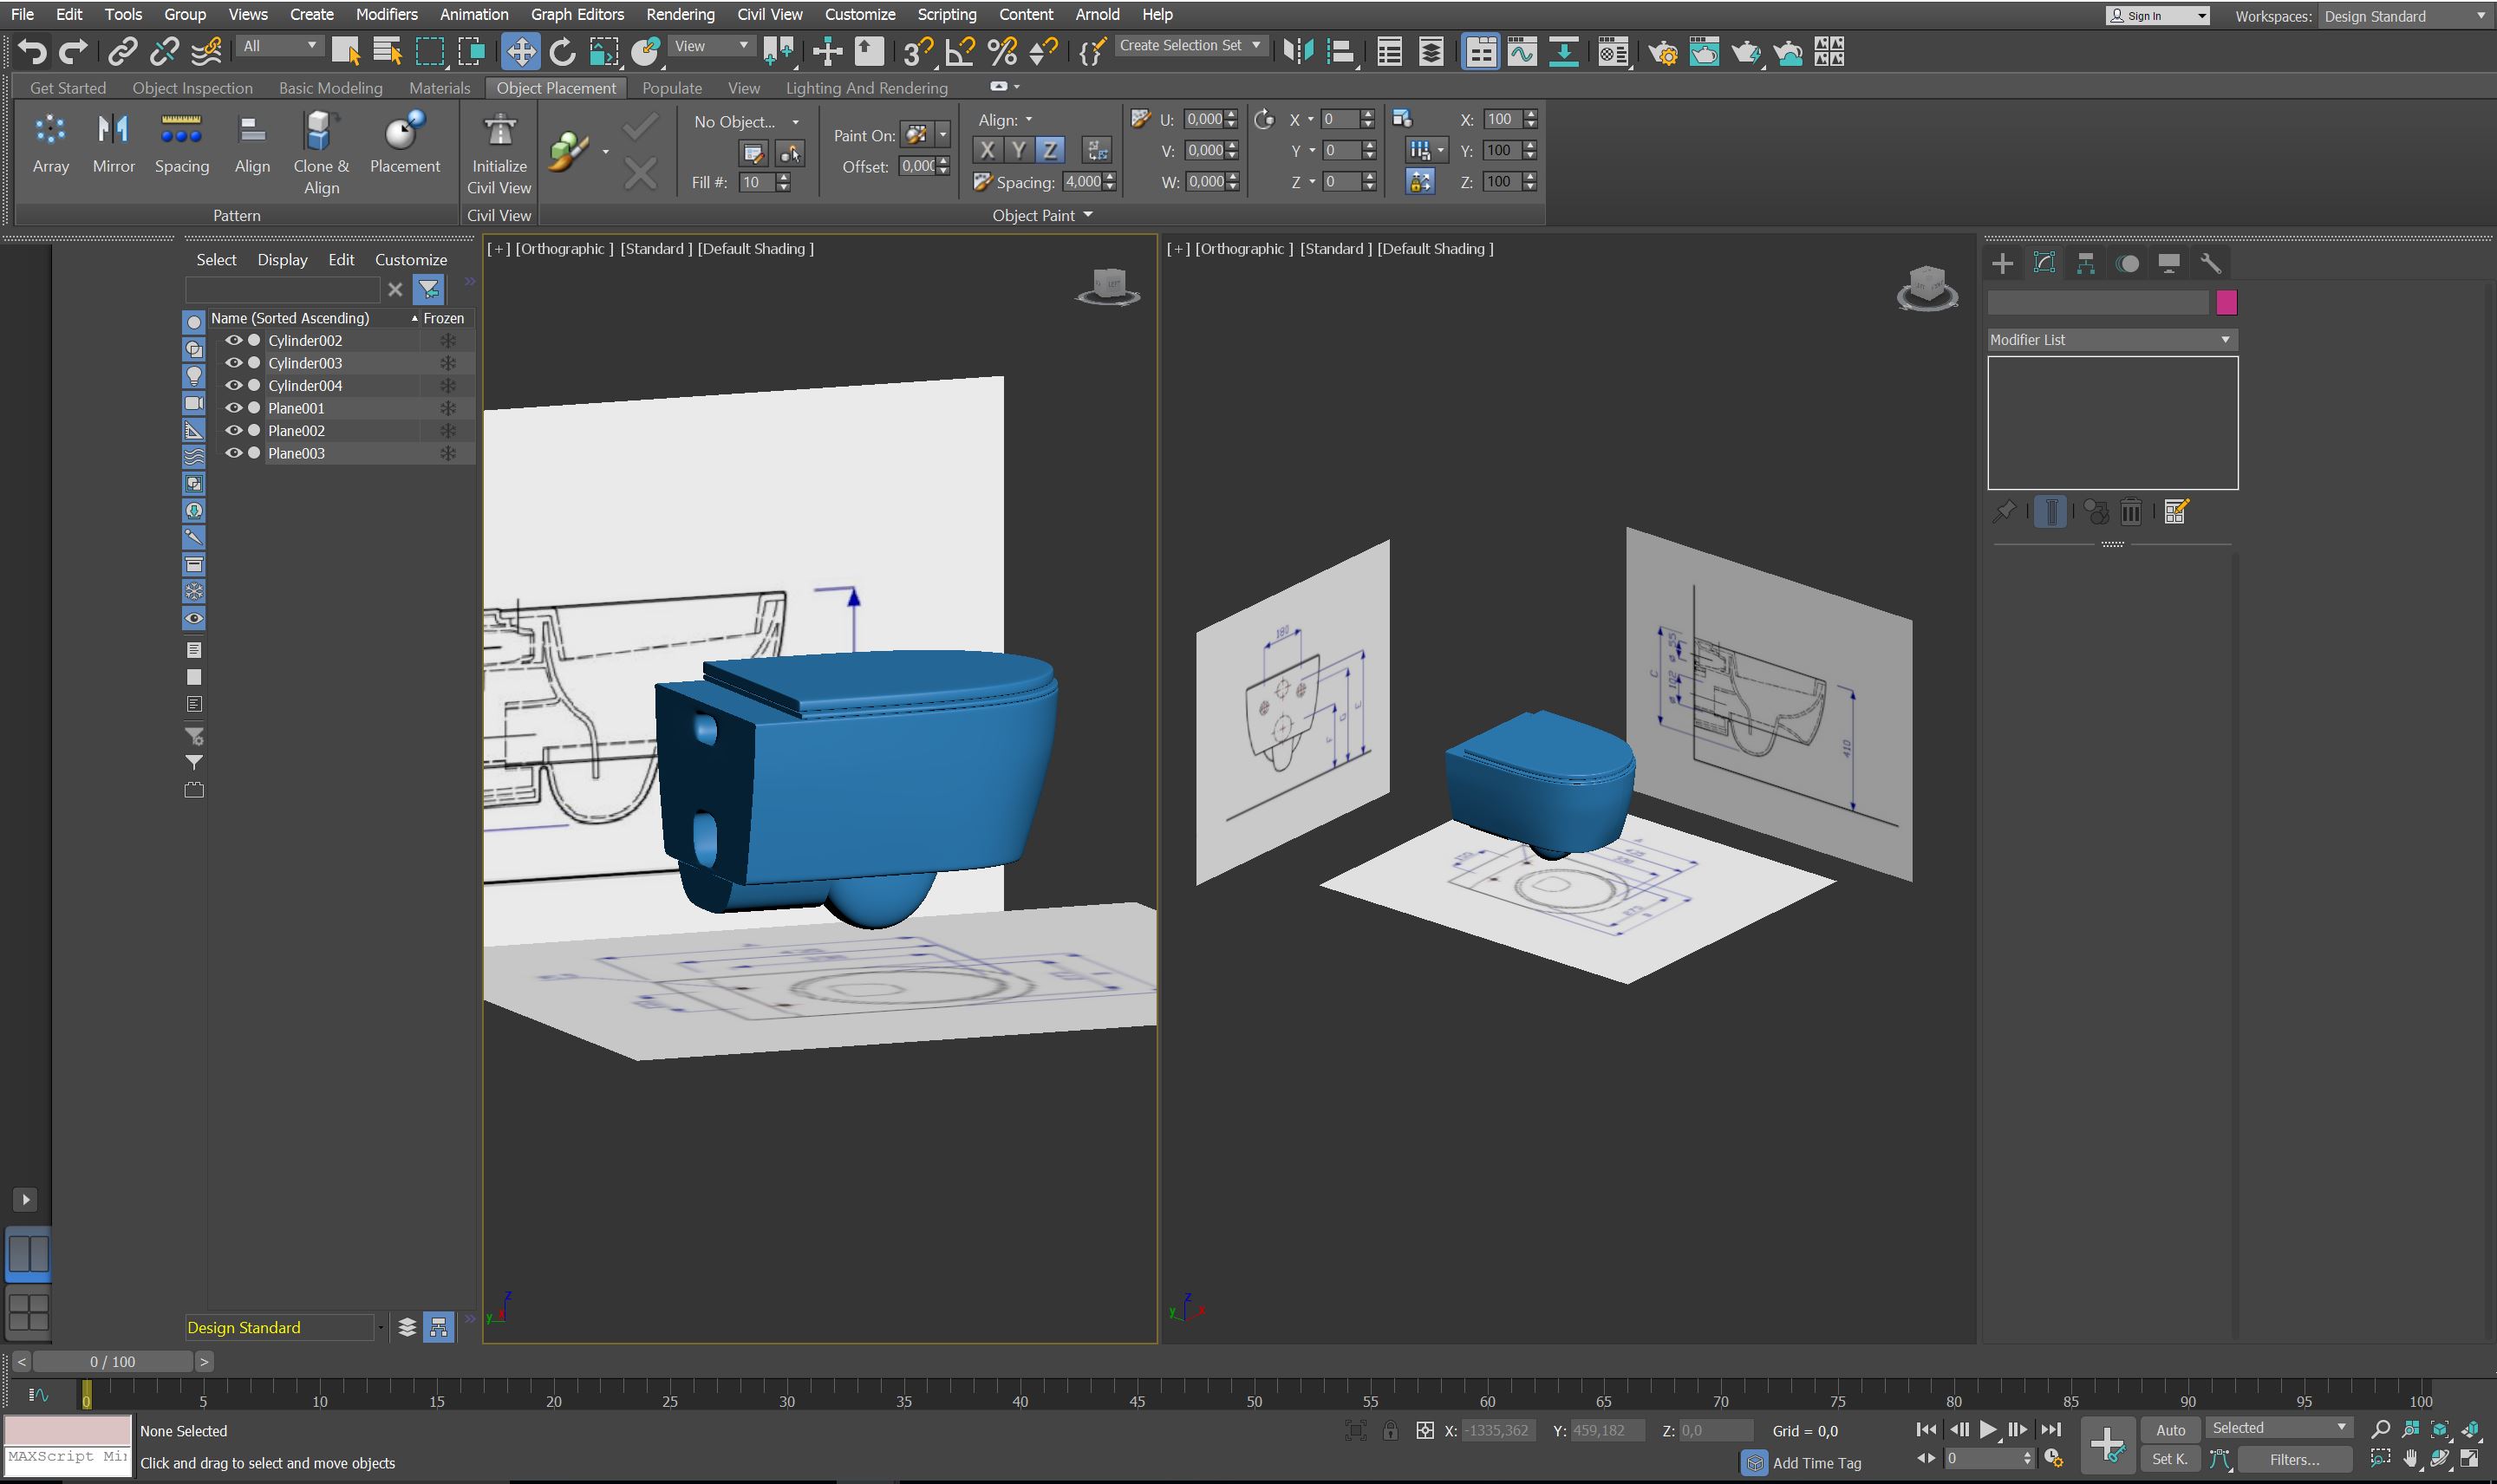 File Edit Tools Group Views Create Modifiers Animation Graph Editors Rendering Civil View Customize Scripting Content Arnold Help Sign In Workspaces: Design Standard
All View Create Selection Set
Get Started Object Inspection Basic Modeling Materials Object Placement Populate View Lighting And Rendering
No Object... Align: U: 0,000 X 0 X: 100
Paint On: X Y Z V: 0,000 Y 0 Y: 100
Array Mirror Spacing Align Clone & Align Placement Initialize Civil View Offset: 0,000
Fill #: 10 Spacing: 4,000 W: 0,000 Z 0 Z: 100
Pattern Civil View Object Paint
Select Display Edit Customize
[+] [Orthographic ] [Standard ] [Default Shading ]
[+] [Orthographic ] [Standard ] [Default Shading ]
Name (Sorted Ascending) Frozen
Cylinder002
Cylinder003
Cylinder004
Plane001
Plane002
Plane003
Modifier List
180
C
410
z
y
x
z
y
x
Design Standard
< 0 / 100 >
0 5 10 15 20 25 30 35 40 45 50 55 60 65 70 75 80 85 90 95 100
None Selected X: -1335,362 Y: 459,182 Z: 0,0 Grid = 0,0 Auto Selected
MAXScript Mi
Click and drag to select and move objects Add Time Tag 0 Set K. Filters...